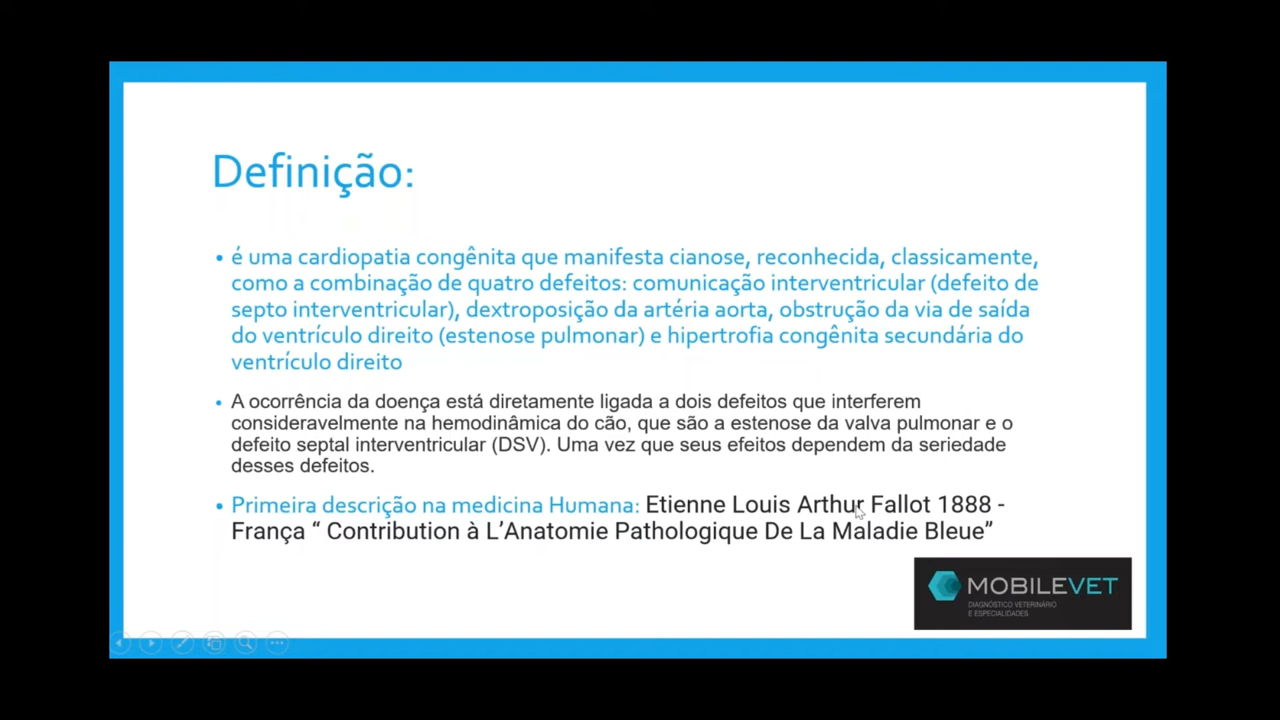 Definição:
• é uma cardiopatia congênita que manifesta cianose, reconhecida, classicamente,
como a combinação de quatro defeitos: comunicação interventricular (defeito de
septo interventricular), dextroposição da artéria aorta, obstrução da via de saída
do ventrículo direito (estenose pulmonar) e hipertrofia congênita secundária do
ventrículo direito
• A ocorrência da doença está diretamente ligada a dois defeitos que interferem
consideravelmente na hemodinâmica do cão, que são a estenose da valva pulmonar e o
defeito septal interventricular (DSV). Uma vez que seus efeitos dependem da seriedade
desses defeitos.
• Primeira descrição na medicina Humana: Etienne Louis Arthur Fallot 1888 -
França “ Contribution à L’Anatomie Pathologique De La Maladie Bleue”
MOBILEVET
DIAGNÓSTICO VETERINÁRIO
E ESPECIALIDADES